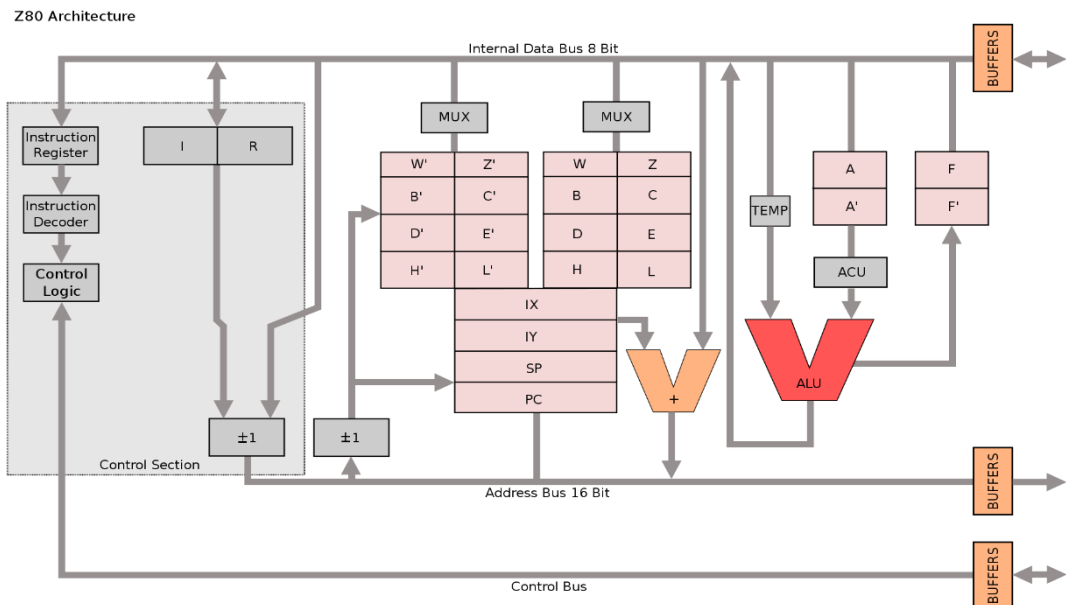 Z80 Architecture
Internal Data Bus 8 Bit
BUFFERS
MUX
MUX
Instruction
Register
I
R
W'
Z'
W
Z
A
F
B'
C'
B
C
Instruction
Decoder
TEMP
A'
F'
D'
E'
D
E
Control
Logic
H'
L'
H
L
ACU
IX
IY
SP
ALU
PC
+
±1
±1
Control Section
Address Bus 16 Bit
BUFFERS
Control Bus
BUFFERS